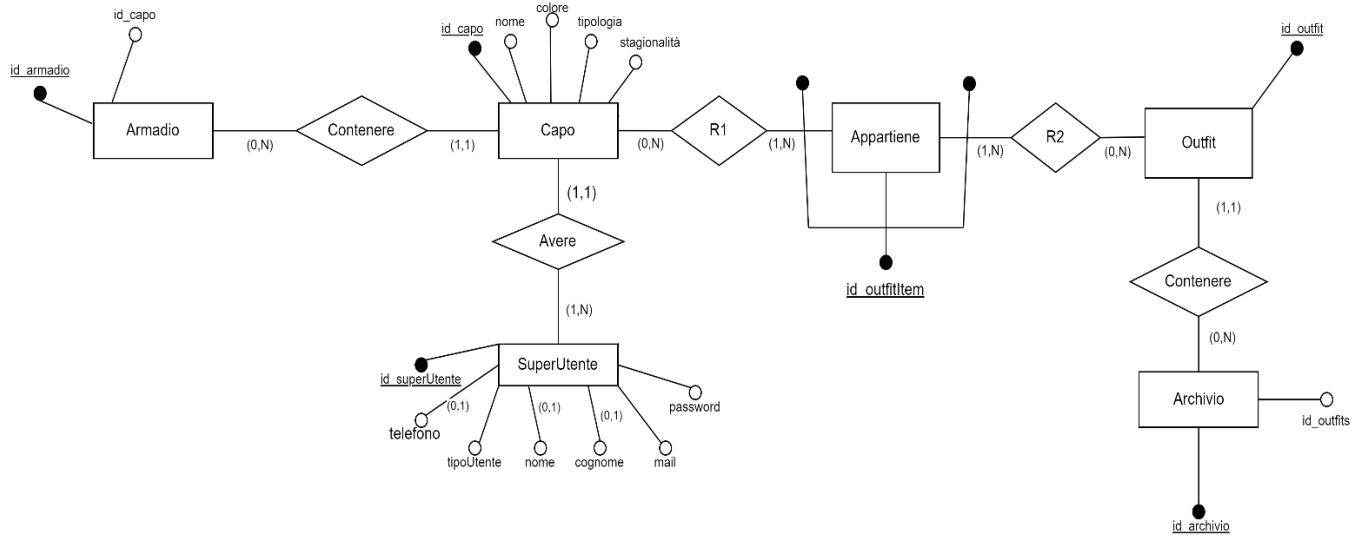 colore
id_capo
id_capo
nome
tipologia
id_outfit
stagionalità
id_armadio
Armadio
Contenere
Capo
R1
Appartiene
R2
Outfit
(0,N)
(1,1)
(0,N)
(1,N)
(1,N)
(0,N)
(1,1)
(1,1)
Avere
Contenere
id_outfitItem
(1,N)
(0,N)
SuperUtente
id_superUtente
password
Archivio
id_outfits
(0,1)
(0,1)
(0,1)
telefono
tipoUtente
nome
cognome
mail
id_archivio